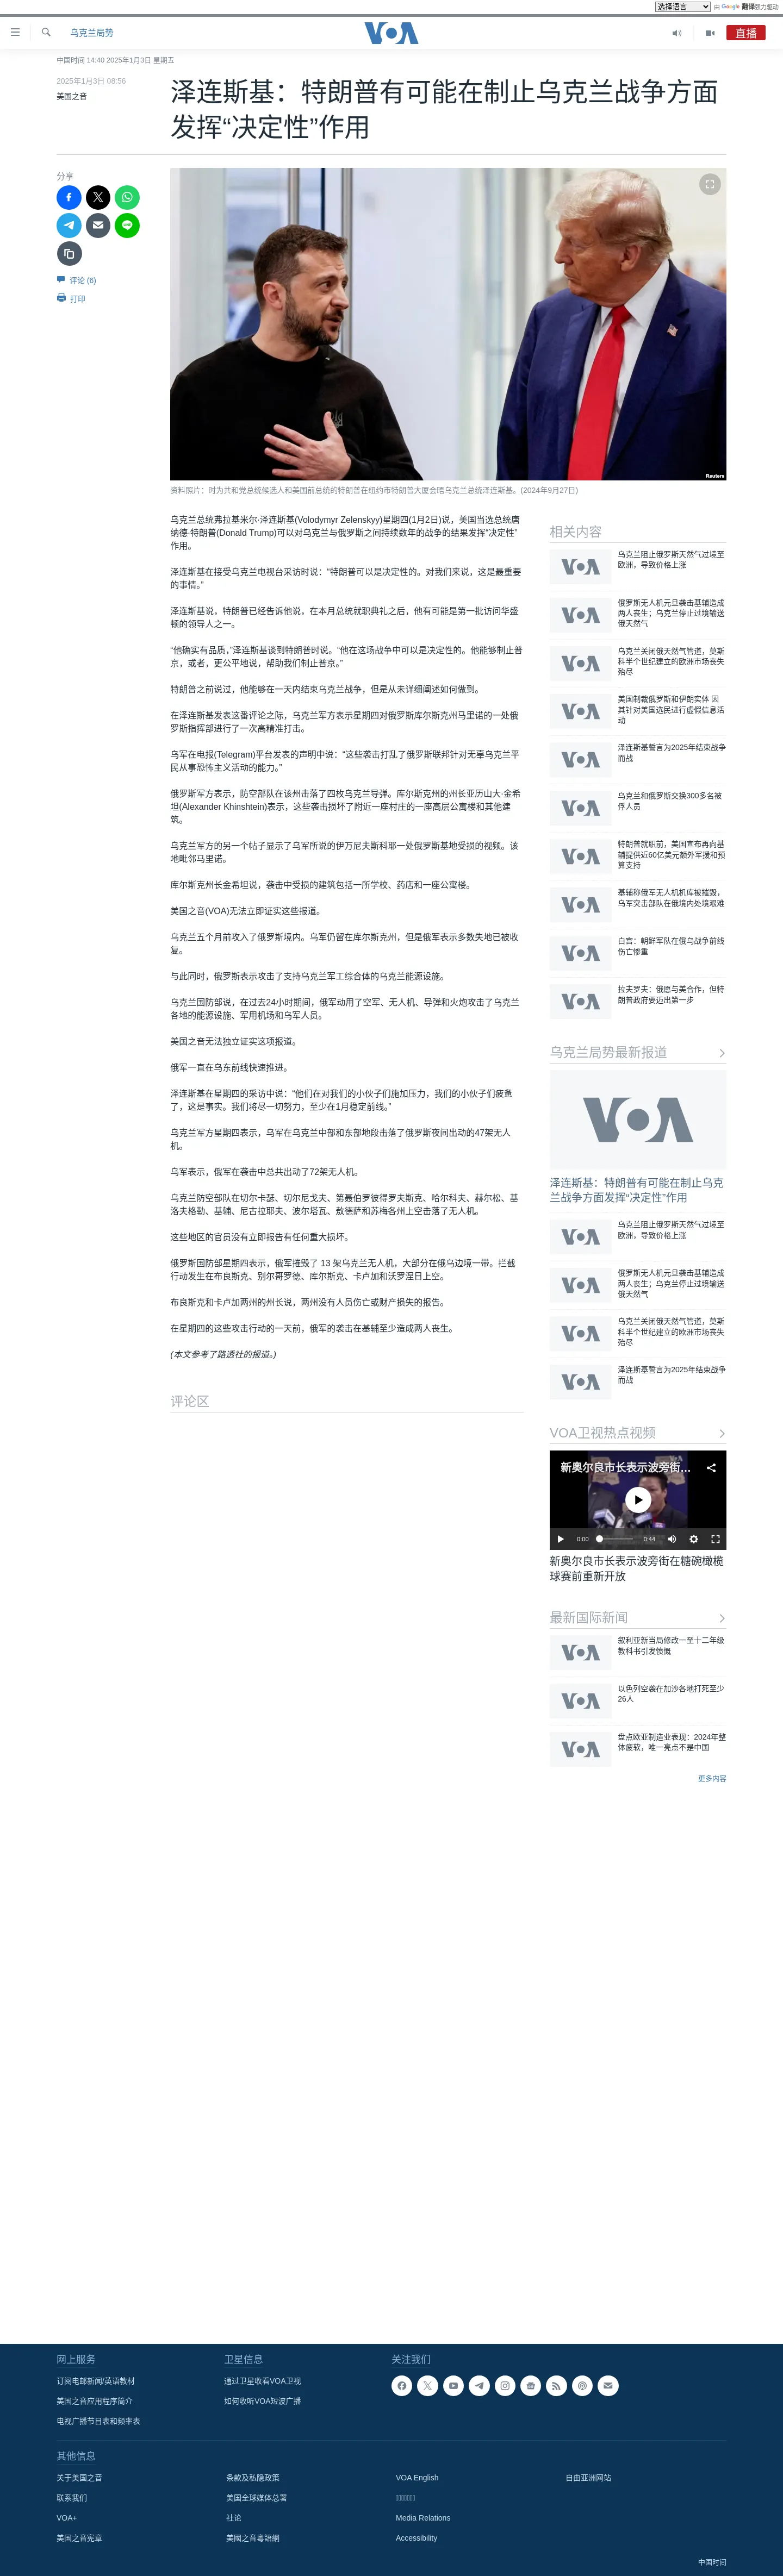 选择语言 由 Google 翻译强力驱动
乌克兰局势
VOA
直播
中国时间 14:40 2025年1月3日 星期五
2025年1月3日 08:56
美国之音
泽连斯基：特朗普有可能在制止乌克兰战争方面
发挥“决定性”作用
分享
评论 (6)
打印
Reuters
资料照片：时为共和党总统候选人和美国前总统的特朗普在纽约市特朗普大厦会晤乌克兰总统泽连斯基。(2024年9月27日)
乌克兰总统弗拉基米尔·泽连斯基(Volodymyr Zelenskyy)星期四(1月2日)说，美国当选总统唐
纳德·特朗普(Donald Trump)可以对乌克兰与俄罗斯之间持续数年的战争的结果发挥“决定性”
作用。
泽连斯基在接受乌克兰电视台采访时说：“特朗普可以是决定性的。对我们来说，这是最重要
的事情。”
泽连斯基说，特朗普已经告诉他说，在本月总统就职典礼之后，他有可能是第一批访问华盛
顿的领导人之一。
“他确实有品质，”泽连斯基谈到特朗普时说。“他在这场战争中可以是决定性的。他能够制止普
京，或者，更公平地说，帮助我们制止普京。”
特朗普之前说过，他能够在一天内结束乌克兰战争，但是从未详细阐述如何做到。
在泽连斯基发表这番评论之际，乌克兰军方表示星期四对俄罗斯库尔斯克州马里诺的一处俄
罗斯指挥部进行了一次高精准打击。
乌军在电报(Telegram)平台发表的声明中说：“这些袭击打乱了俄罗斯联邦针对无辜乌克兰平
民从事恐怖主义活动的能力。”
俄罗斯军方表示，防空部队在该州击落了四枚乌克兰导弹。库尔斯克州的州长亚历山大·金希
坦(Alexander Khinshtein)表示，这些袭击损坏了附近一座村庄的一座高层公寓楼和其他建
筑。
乌克兰军方的另一个帖子显示了乌军所说的伊万尼夫斯科耶一处俄罗斯基地受损的视频。该
地毗邻马里诺。
库尔斯克州长金希坦说，袭击中受损的建筑包括一所学校、药店和一座公寓楼。
美国之音(VOA)无法立即证实这些报道。
乌克兰五个月前攻入了俄罗斯境内。乌军仍留在库尔斯克州，但是俄军表示多数失地已被收
复。
与此同时，俄罗斯表示攻击了支持乌克兰军工综合体的乌克兰能源设施。
乌克兰国防部说，在过去24小时期间，俄军动用了空军、无人机、导弹和火炮攻击了乌克兰
各地的能源设施、军用机场和乌军人员。
美国之音无法独立证实这项报道。
俄军一直在乌东前线快速推进。
泽连斯基在星期四的采访中说：“他们在对我们的小伙子们施加压力，我们的小伙子们疲惫
了，这是事实。我们将尽一切努力，至少在1月稳定前线。”
乌克兰军方星期四表示，乌军在乌克兰中部和东部地段击落了俄罗斯夜间出动的47架无人
机。
乌军表示，俄军在袭击中总共出动了72架无人机。
乌克兰防空部队在切尔卡瑟、切尔尼戈夫、第聂伯罗彼得罗夫斯克、哈尔科夫、赫尔松、基
洛夫格勒、基辅、尼古拉耶夫、波尔塔瓦、敖德萨和苏梅各州上空击落了无人机。
这些地区的官员没有立即报告有任何重大损坏。
俄罗斯国防部星期四表示，俄军摧毁了 13 架乌克兰无人机，大部分在俄乌边境一带。拦截
行动发生在布良斯克、别尔哥罗德、库尔斯克、卡卢加和沃罗涅日上空。
布良斯克和卡卢加两州的州长说，两州没有人员伤亡或财产损失的报告。
在星期四的这些攻击行动的一天前，俄军的袭击在基辅至少造成两人丧生。
(本文参考了路透社的报道。)
评论区
相关内容
VOA
乌克兰阻止俄罗斯天然气过境至
欧洲，导致价格上涨
VOA
俄罗斯无人机元旦袭击基辅造成
两人丧生；乌克兰停止过境输送
俄天然气
VOA
乌克兰关闭俄天然气管道，莫斯
科半个世纪建立的欧洲市场丧失
殆尽
VOA
美国制裁俄罗斯和伊朗实体 因
其针对美国选民进行虚假信息活
动
VOA
泽连斯基誓言为2025年结束战争
而战
VOA
乌克兰和俄罗斯交换300多名被
俘人员
VOA
特朗普就职前，美国宣布再向基
辅提供近60亿美元额外军援和预
算支持
VOA
基辅称俄军无人机机库被摧毁，
乌军突击部队在俄境内处境艰难
VOA
白宫：朝鲜军队在俄乌战争前线
伤亡惨重
VOA
拉夫罗夫：俄愿与美合作，但特
朗普政府要迈出第一步
乌克兰局势最新报道
VOA
泽连斯基：特朗普有可能在制止乌克
兰战争方面发挥“决定性”作用
VOA
乌克兰阻止俄罗斯天然气过境至
欧洲，导致价格上涨
VOA
俄罗斯无人机元旦袭击基辅造成
两人丧生；乌克兰停止过境输送
俄天然气
VOA
乌克兰关闭俄天然气管道，莫斯
科半个世纪建立的欧洲市场丧失
殆尽
VOA
泽连斯基誓言为2025年结束战争
而战
VOA卫视热点视频
新奥尔良市长表示波旁街...
0:00 0:44
新奥尔良市长表示波旁街在糖碗橄榄
球赛前重新开放
最新国际新闻
VOA
叙利亚新当局修改一至十二年级
教科书引发愤慨
VOA
以色列空袭在加沙各地打死至少
26人
VOA
盘点欧亚制造业表现：2024年整
体疲软，唯一亮点不是中国
更多内容
网上服务
订阅电邮新闻/英语教材
美国之音应用程序简介
电视广播节目表和频率表
卫星信息
通过卫星收看VOA卫视
如何收听VOA短波广播
关注我们
其他信息
关于美国之音
联系我们
VOA+
美国之音宪章
条款及私隐政策
美国全球媒体总署
社论
美國之音粵語網
VOA English
Media Relations
Accessibility
自由亚洲网站
中国时间